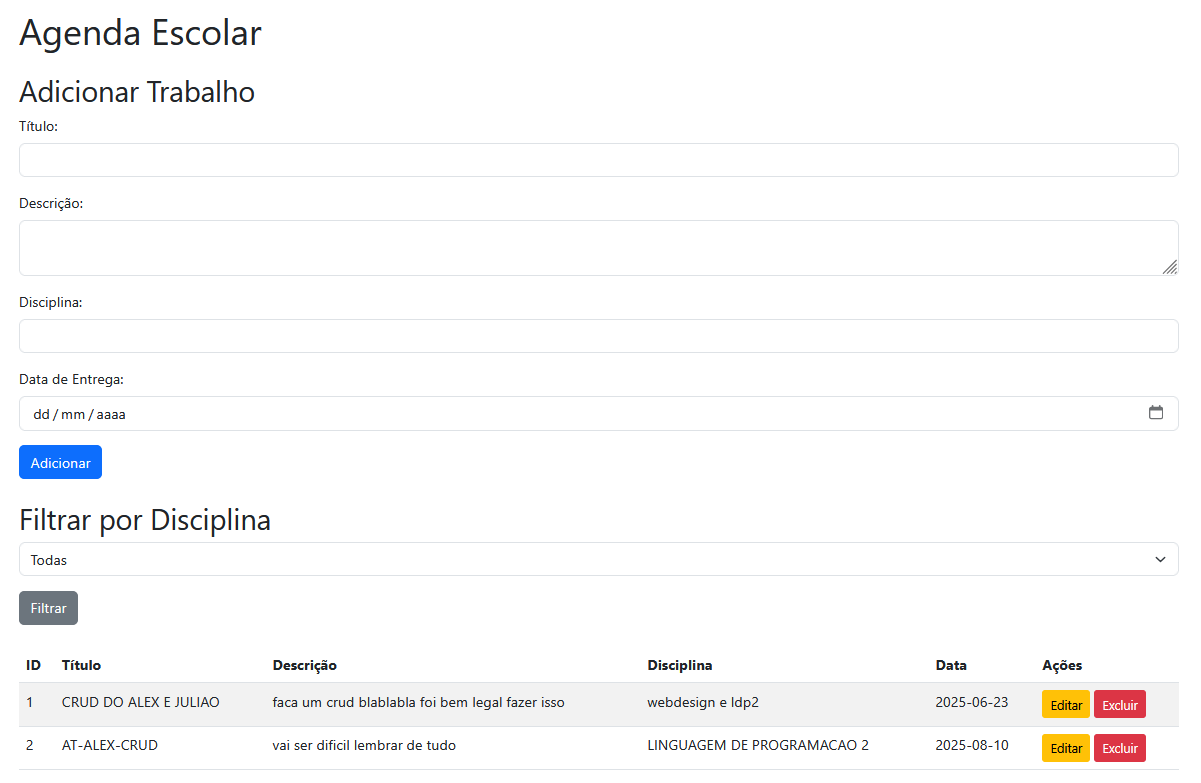 Agenda Escolar
Adicionar Trabalho
Título:
Descrição:
Disciplina:
Data de Entrega:
dd / mm / aaaa
Adicionar
Filtrar por Disciplina
Todas
Filtrar
ID Título Descrição Disciplina Data Ações
1 CRUD DO ALEX E JULIAO faca um crud blablabla foi bem legal fazer isso webdesign e ldp2 2025-06-23 Editar Excluir
2 AT-ALEX-CRUD vai ser dificil lembrar de tudo LINGUAGEM DE PROGRAMACAO 2 2025-08-10 Editar Excluir